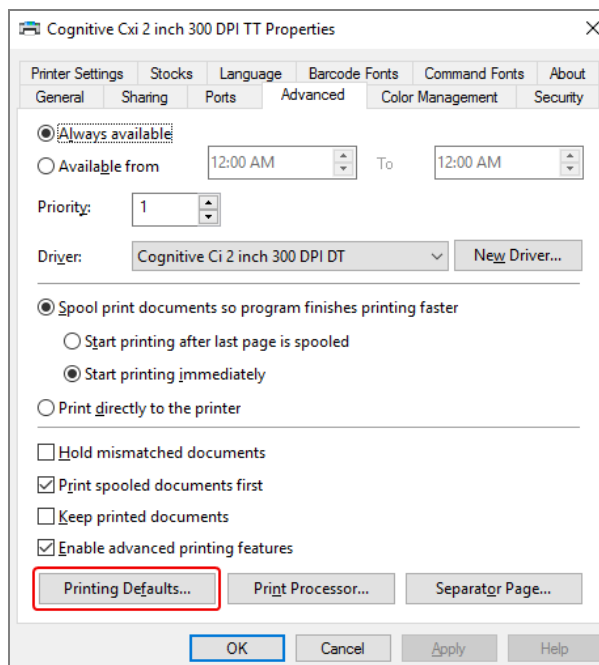 Cognitive Cxi 2 inch 300 DPI TT Properties
Printer Settings Stocks Language Barcode Fonts Command Fonts About
General Sharing Ports Advanced Color Management Security
Always available
Available from 12:00 AM To 12:00 AM
Priority: 1
Driver: Cognitive Ci 2 inch 300 DPI DT New Driver...
Spool print documents so program finishes printing faster
Start printing after last page is spooled
Start printing immediately
Print directly to the printer
Hold mismatched documents
Print spooled documents first
Keep printed documents
Enable advanced printing features
Printing Defaults... Print Processor... Separator Page...
OK Cancel Apply Help